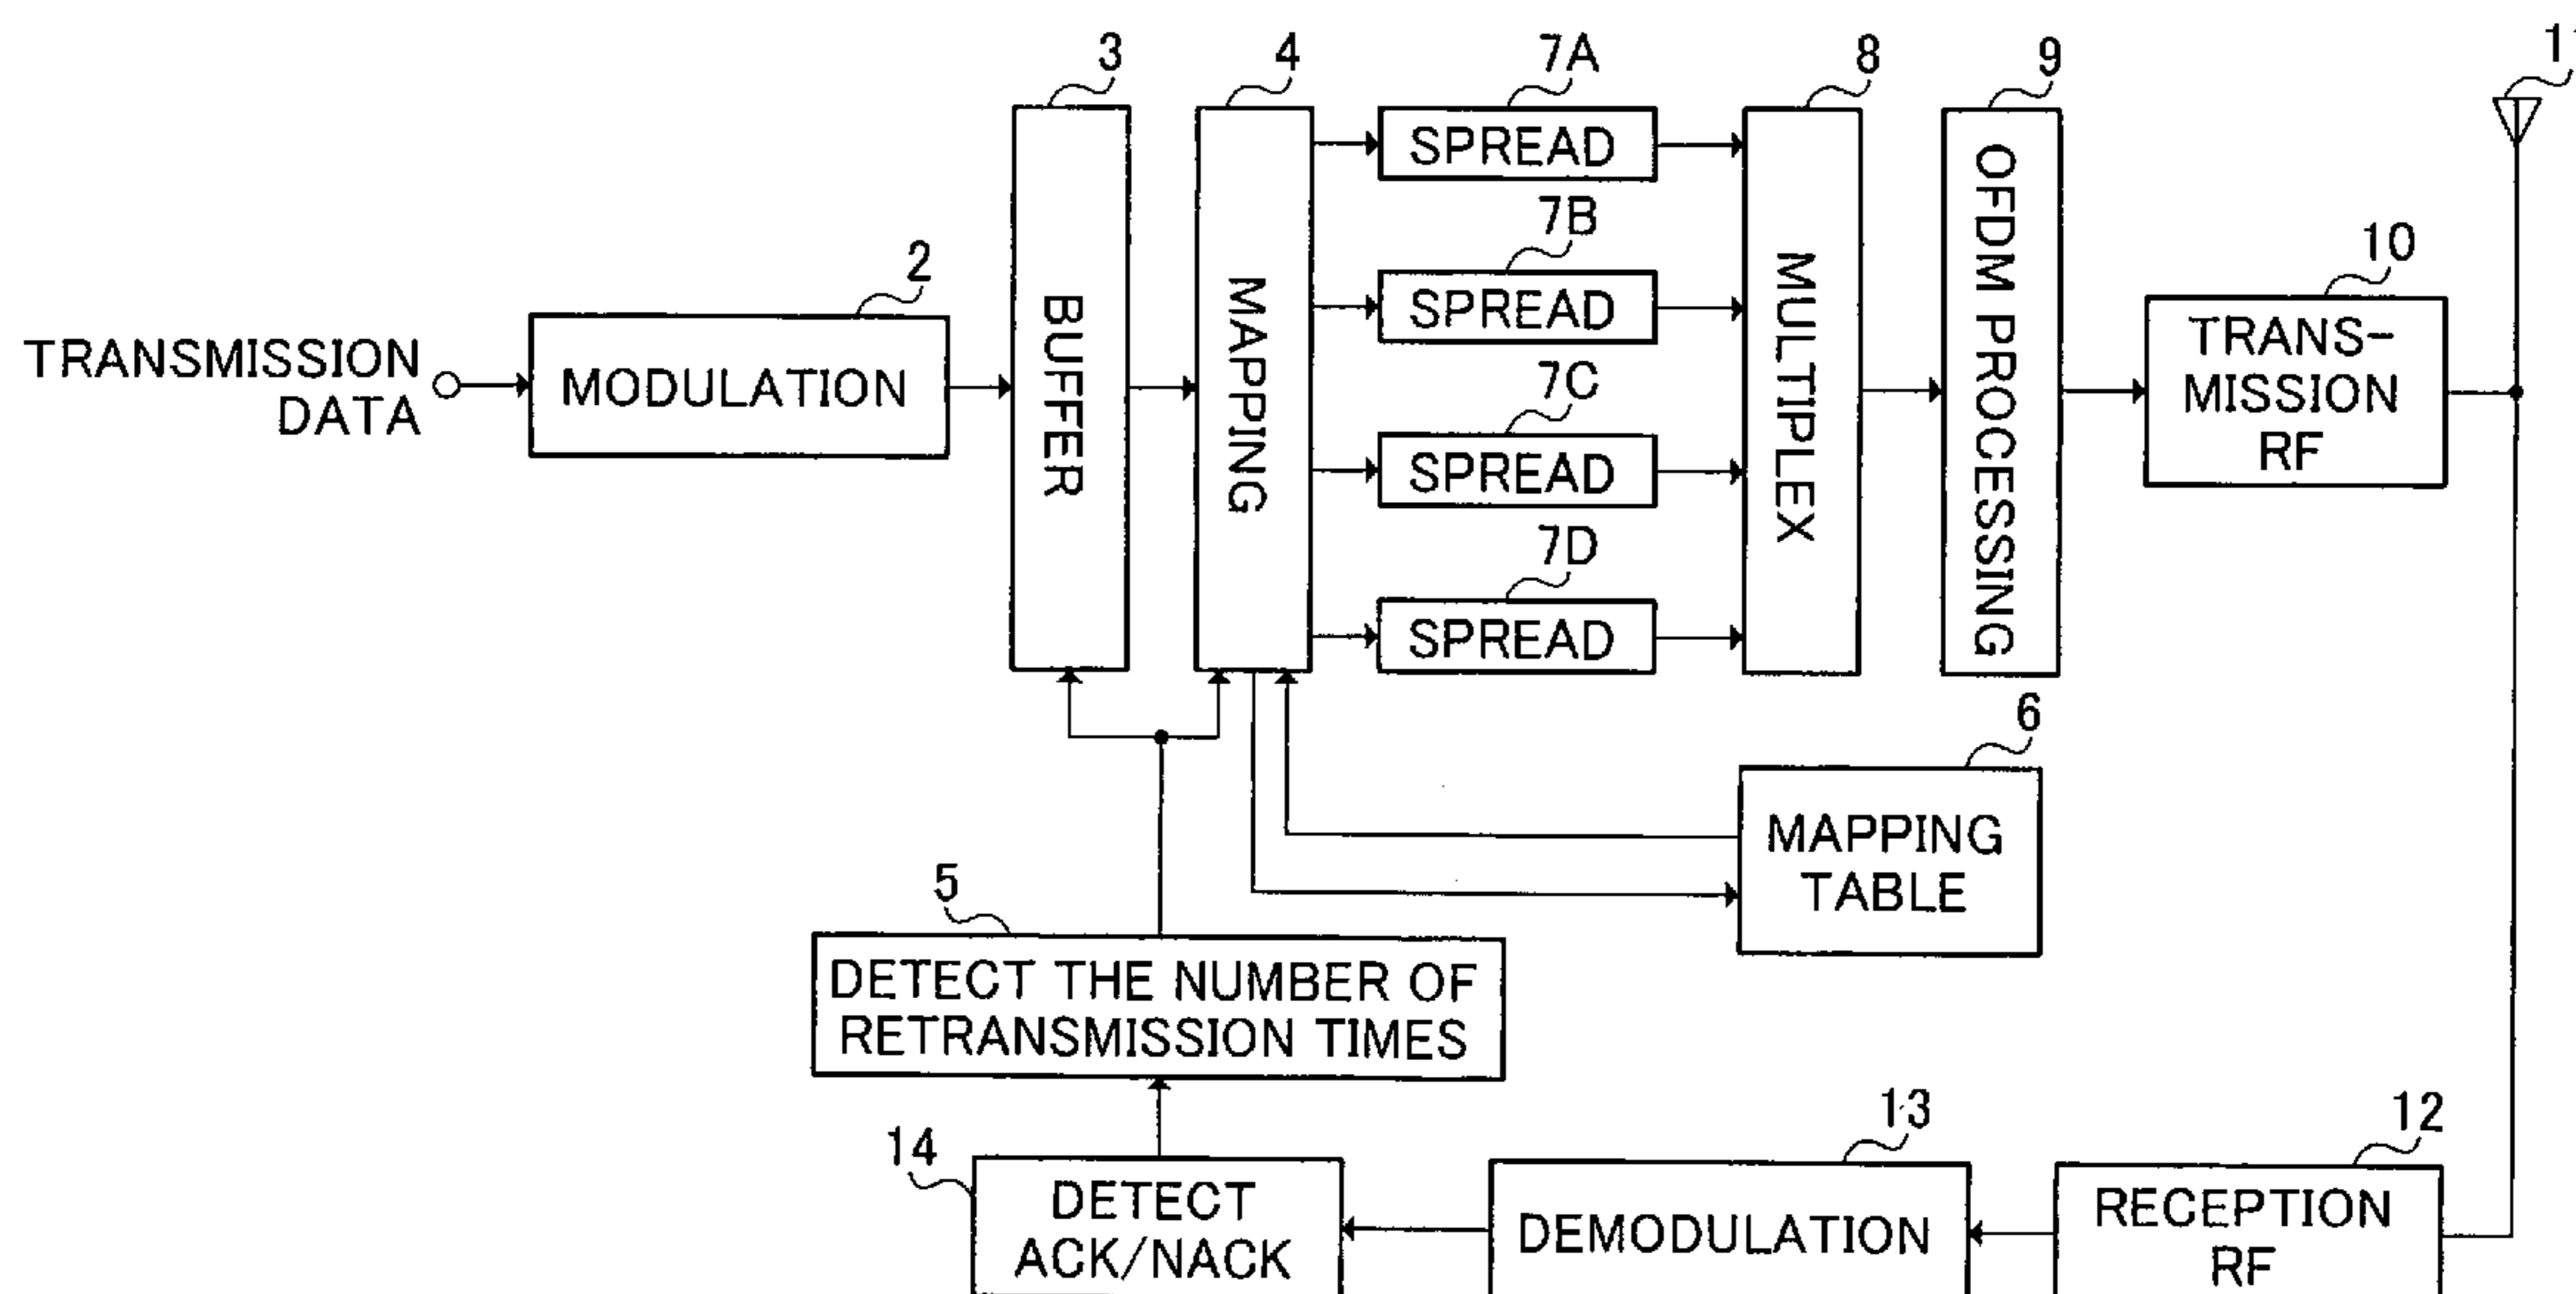 3
4
7A
8
9
SPREAD
7B
2
10
TRANSMISSION
DATA
MODULATION
BUFFER
MAPPING
SPREAD
MULTIPLEX
OFDM PROCESSING
TRANS-
MISSION
RF
7C
SPREAD
7D
SPREAD
6
MAPPING
TABLE
5
DETECT THE NUMBER OF
RETRANSMISSION TIMES
14
13
12
DETECT
ACK/NACK
DEMODULATION
RECEPTION
RF